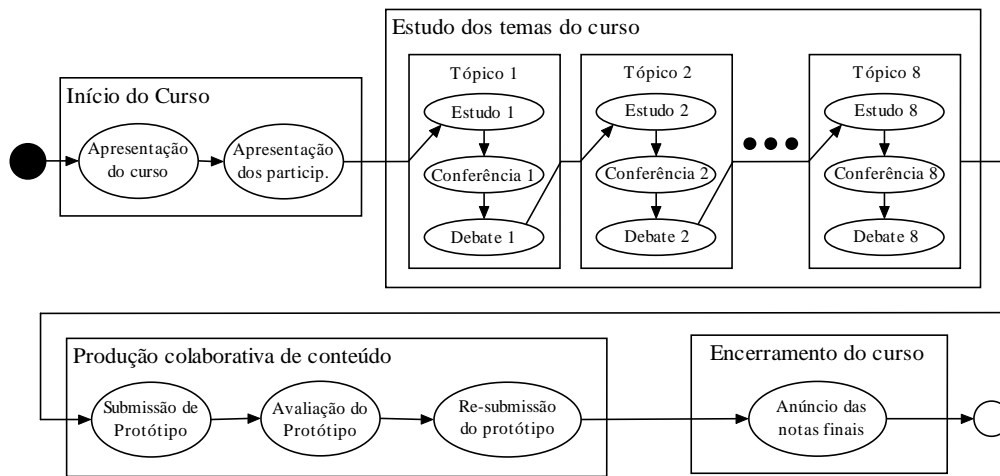 Início do Curso
Apresentação
do curso
Apresentação
dos particip.
Estudo dos temas do curso
Tópico 1
Estudo 1
Conferência 1
Debate 1
Tópico 2
Estudo 2
Conferência 2
Debate 2
Tópico 8
Estudo 8
Conferência 8
Debate 8
Produção colaborativa de conteúdo
Submissão de
Protótipo
Avaliação do
Protótipo
Re-submissão
do protótipo
Encerramento do curso
Anúncio das
notas finais